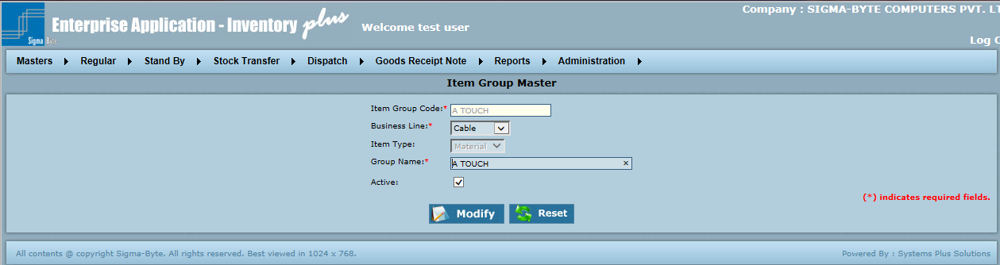 Company : SIGMA-BYTE COMPUTERS PVT.
Enterprise Application - Inventory plus
Welcome test user
Sigma Byte
Log
Masters Regular Stand By Stock Transfer Dispatch Goods Receipt Note Reports Administration
Item Group Master
Item Group Code:* A TOUCH
Business Line:* Cable
Item Type: Material
Group Name:* A TOUCH
Active:
(*) indicates required fields.
Modify Reset
All contents @ copyright Sigma-Byte. All rights reserved. Best viewed in 1024 x 768. Powered By : Systems Plus Solutions